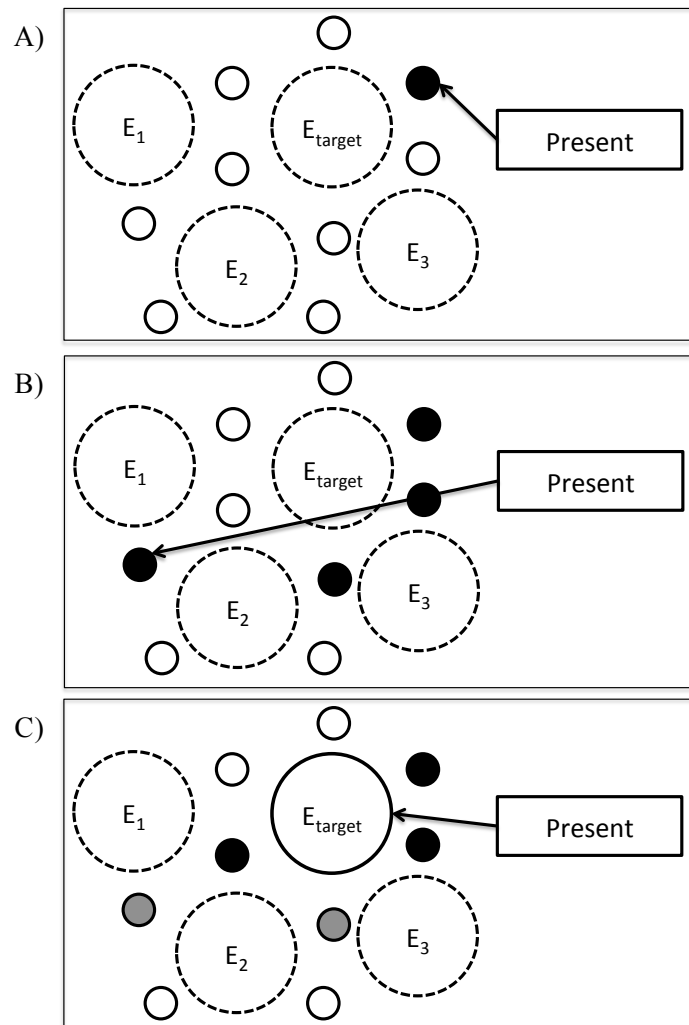 A)
E1
Etarget
Present
E2
E3
B)
E1
Etarget
Present
E2
E3
C)
E1
Etarget
Present
E2
E3